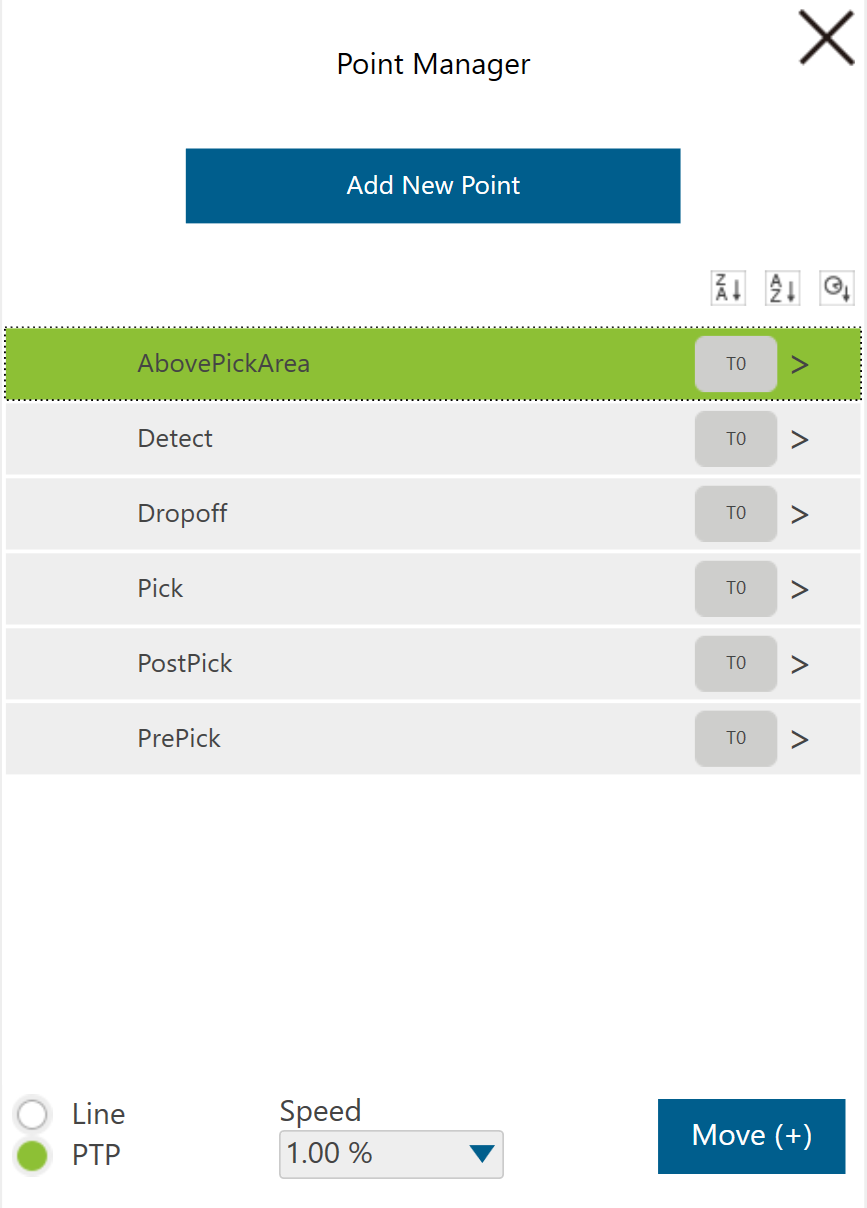 Point Manager
Add New Point
Z A A Z
AbovePickArea T0 >
Detect T0 >
Dropoff T0 >
Pick T0 >
PostPick T0 >
PrePick T0 >
Line Speed
PTP 1.00 % Move (+)